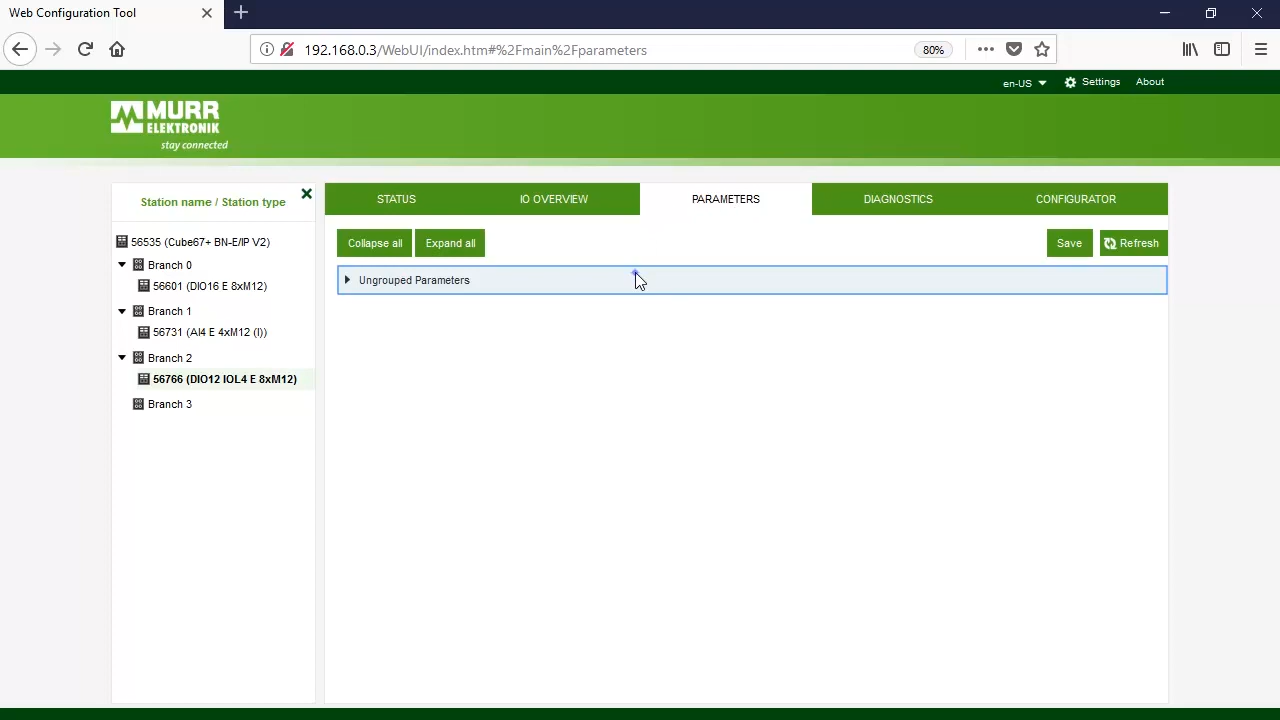 Web Configuration Tool
192.168.0.3/WebUI/index.htm#%2Fmain%2Fparameters
80%
en-US
Settings
About
MURR
ELEKTRONIK
stay connected
Station name / Station type
56535 (Cube67+ BN-E/IP V2)
Branch 0
56601 (DIO16 E 8xM12)
Branch 1
56731 (AI4 E 4xM12 (I))
Branch 2
56766 (DIO12 IOL4 E 8xM12)
Branch 3
STATUS
IO OVERVIEW
PARAMETERS
DIAGNOSTICS
CONFIGURATOR
Collapse all
Expand all
Save
Refresh
Ungrouped Parameters